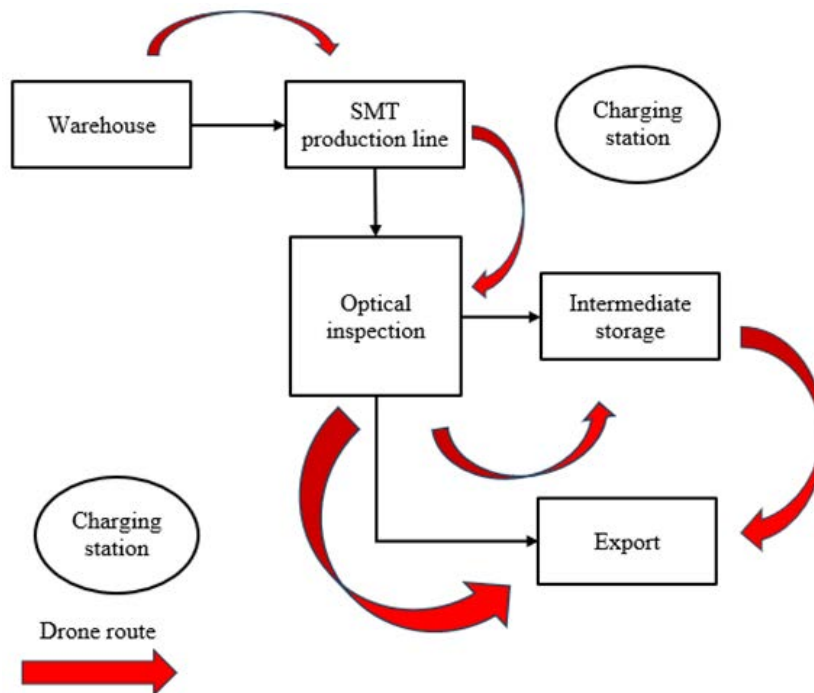 Warehouse
SMT
production line
Charging
station
Optical
inspection
Intermediate
storage
Charging
station
Export
Drone route